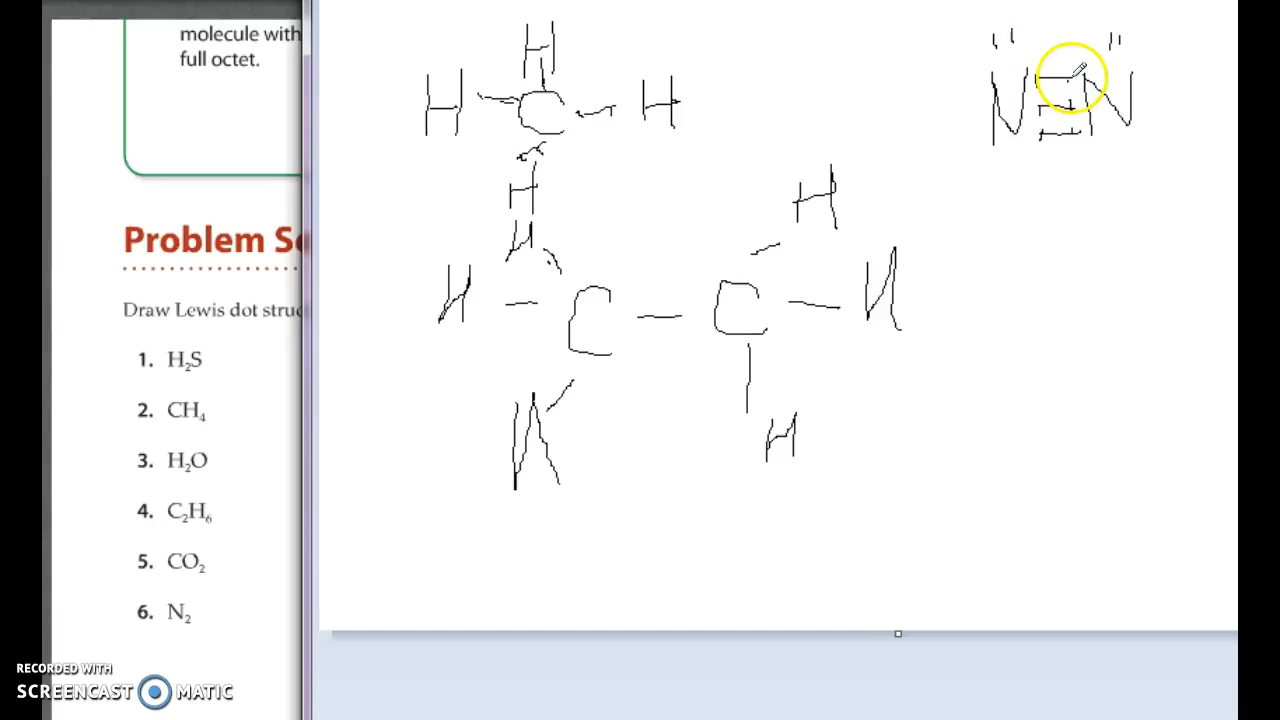 molecule with
full octet.
Problem So
Draw Lewis dot struc
1. H₂S
2. CH₄
3. H₂O
4. C₂H₆
5. CO₂
6. N₂
H
H — C — H
H
H H
H — C — C — H
H H
N ≡ N
RECORDED WITH
SCREENCAST MATIC